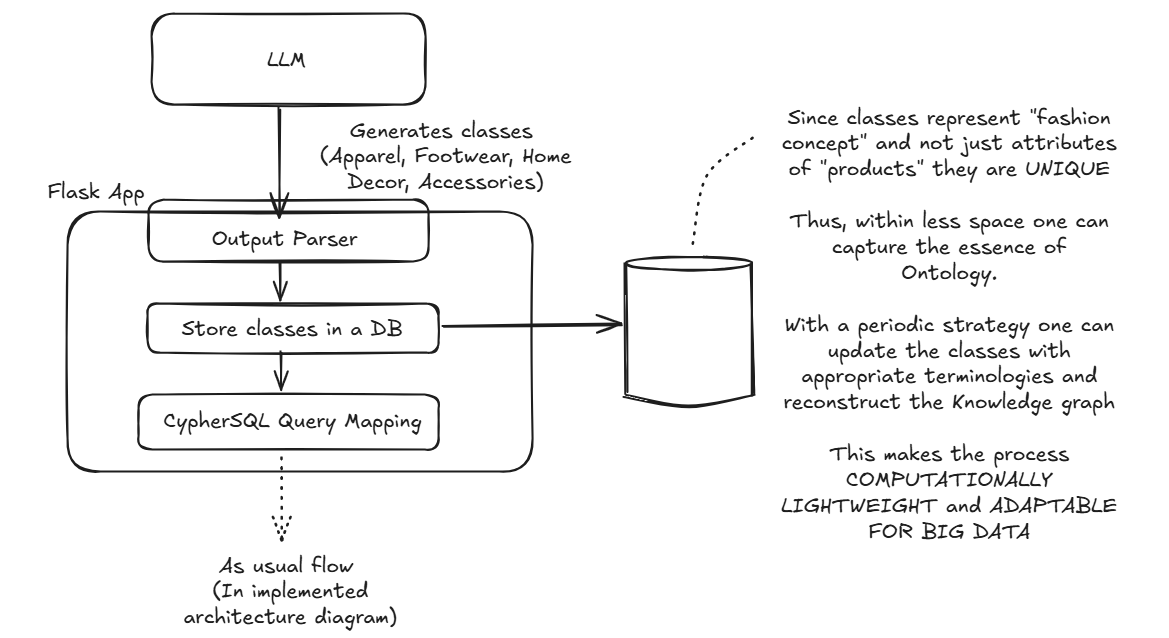 LLM
Generates classes
(Apparel, Footwear, Home
Decor, Accessories)
Flask App
Output Parser
Store classes in a DB
CypherSQL Query Mapping
As usual flow
(In implemented
architecture diagram)
Since classes represent "fashion
concept" and not just attributes
of "products" they are UNIQUE
Thus, within less space one can
capture the essence of
Ontology.
With a periodic strategy one can
update the classes with
appropriate terminologies and
reconstruct the Knowledge graph
This makes the process
COMPUTATIONALLY
LIGHTWEIGHT and ADAPTABLE
FOR BIG DATA